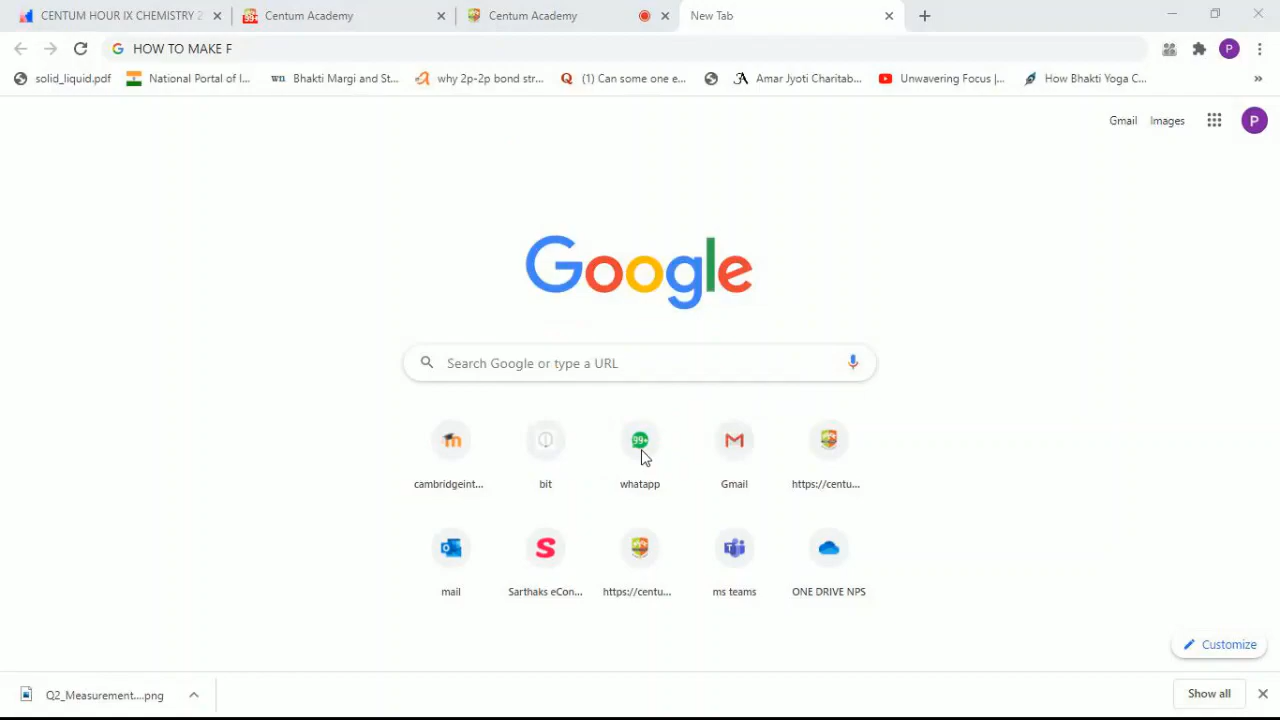 CENTUM HOUR IX CHEMISTRY 2
99+
Centum Academy
Centum Academy
New Tab
HOW TO MAKE F
P
solid_liquid.pdf
National Portal of I...
Bhakti Margi and St...
why 2p-2p bond str...
(1) Can some one e...
Amar Jyoti Charitab...
Unwavering Focus |...
How Bhakti Yoga C...
»
Gmail
Images
P
Google
Search Google or type a URL
99+
cambridgeint...
bit
whatapp
Gmail
https://centu...
mail
Sarthaks eCon...
https://centu...
ms teams
ONE DRIVE NPS
Customize
Q2_Measurement....png
Show all